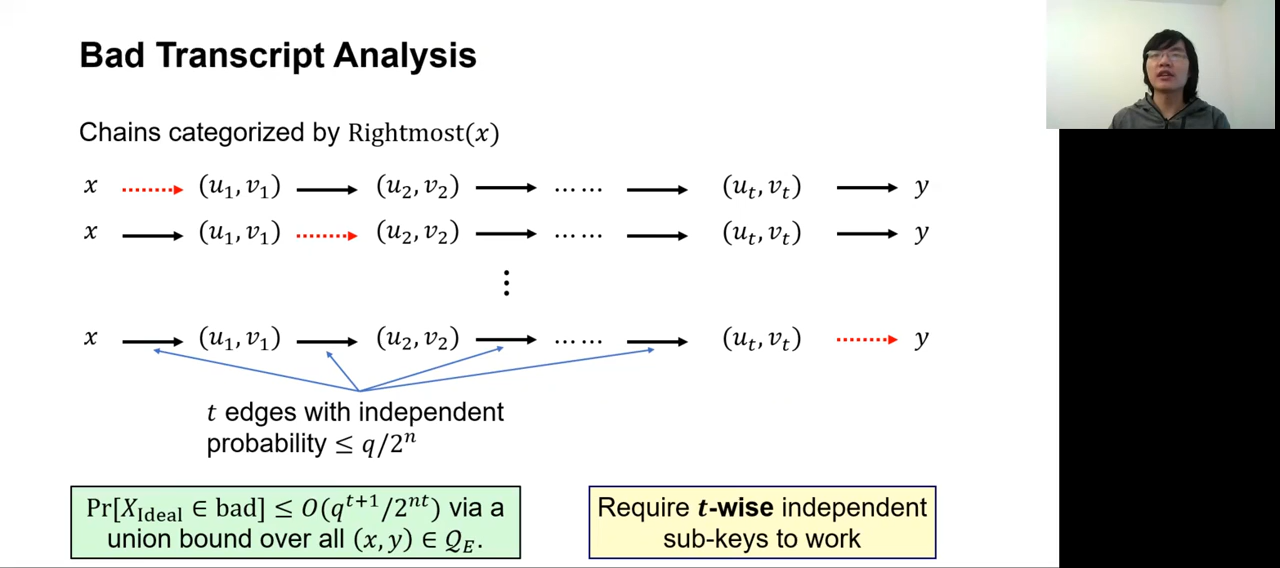 Bad Transcript Analysis
Chains categorized by Rightmost(x)
x (u₁, v₁) (u₂, v₂) …… (uₜ, vₜ) y
x (u₁, v₁) (u₂, v₂) …… (uₜ, vₜ) y
⋮
x (u₁, v₁) (u₂, v₂) …… (uₜ, vₜ) y
t edges with independent
probability ≤ q/2ⁿ
Pr[X_Ideal ∈ bad] ≤ O(qᵗ⁺¹/2ⁿᵗ) via a
union bound over all (x, y) ∈ 𝒬_E.
Require t-wise independent
sub-keys to work